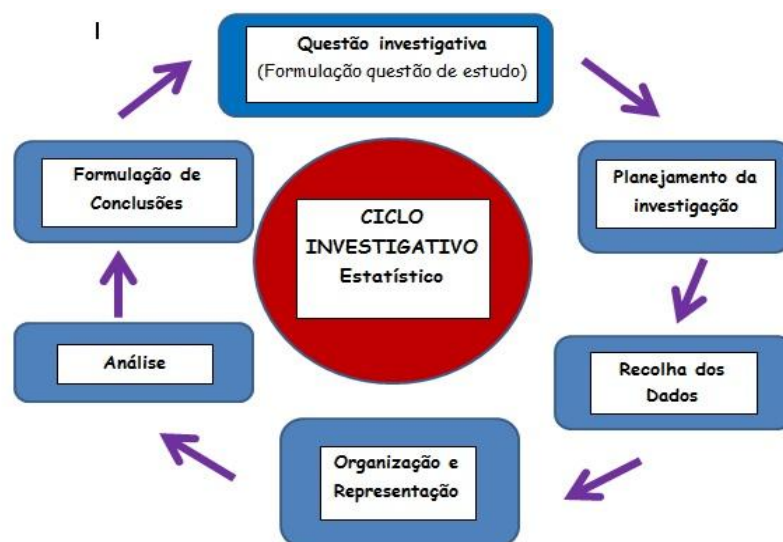 I
Questão investigativa
(Formulação questão de estudo)
Planejamento da
investigação
Recolha dos
Dados
Organização e
Representação
Análise
Formulação de
Conclusões
CICLO
INVESTIGATIVO
Estatístico